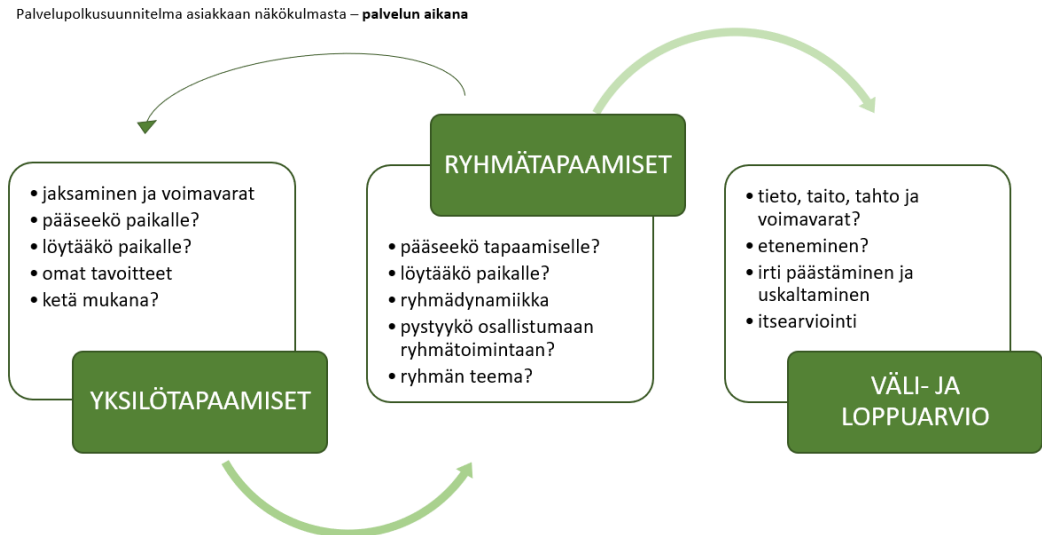 Palvelupolkusuunnitelma asiakkaan näkökulmasta – palvelun aikana
• jaksaminen ja voimavarat
• pääseekö paikalle?
• löytääkö paikalle?
• omat tavoitteet
• ketä mukana?
YKSILÖTAPAAMISET
RYHMÄTAPAAMISET
• pääseekö tapaamiselle?
• löytääkö paikalle?
• ryhmädynamiikka
• pystyykö osallistumaan
ryhmätoimintaan?
• ryhmän teema?
• tieto, taito, tahto ja
voimavarat?
• eteneminen?
• irti päästäminen ja
uskaltaminen
• itsearviointi
VÄLI- JA
LOPPUARVIO